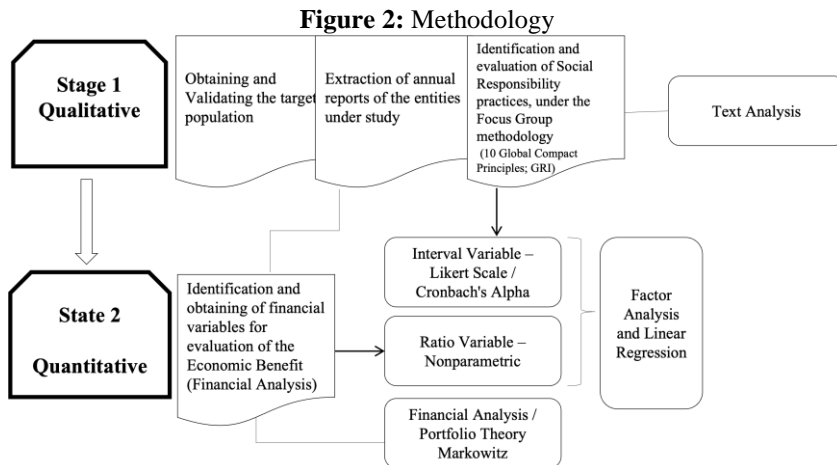 Figure 2: Methodology
Stage 1
Qualitative
Obtaining and
Validating the target
population
Extraction of annual
reports of the entities
under study
Identification and
evaluation of Social
Responsibility
practices, under the
Focus Group
methodology
(10 Global Compact
Principles; GRI)
Text Analysis
State 2
Quantitative
Identification and
obtaining of financial
variables for
evaluation of the
Economic Benefit
(Financial Analysis)
Interval Variable –
Likert Scale /
Cronbach's Alpha
Ratio Variable –
Nonparametric
Financial Analysis /
Portfolio Theory
Markowitz
Factor
Analysis
and Linear
Regression